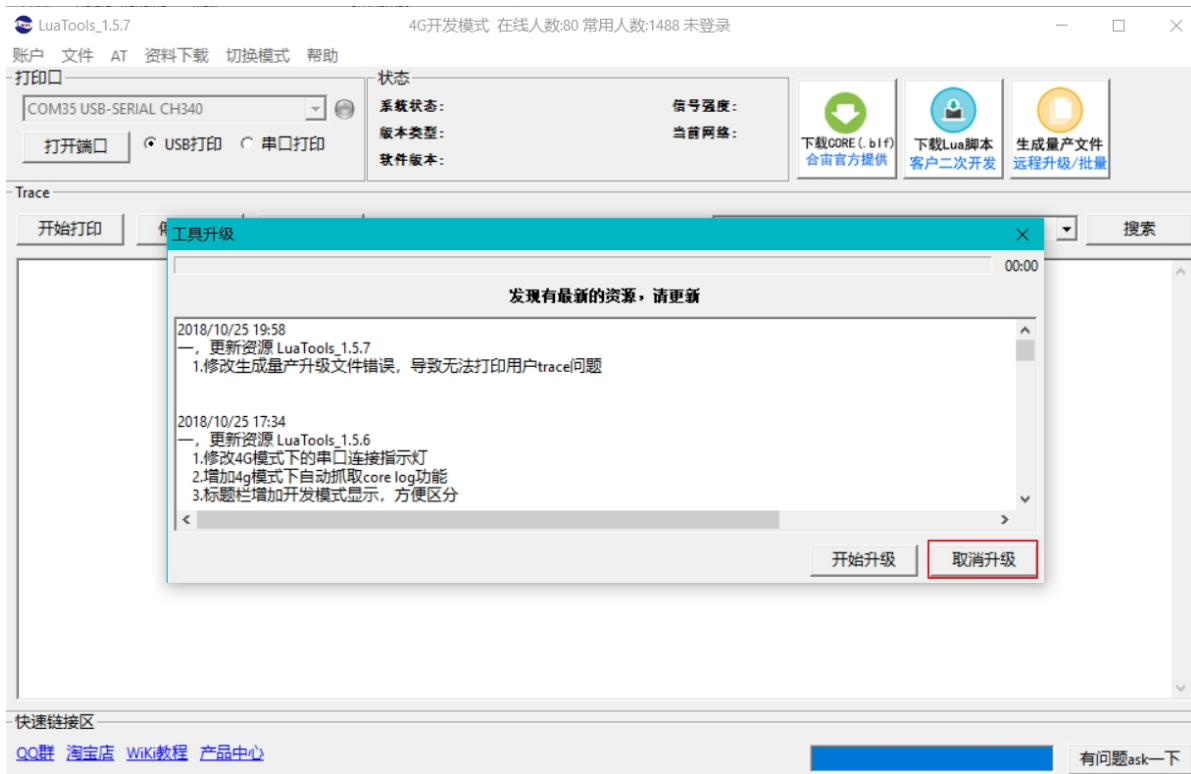 LuaTools_1.5.7
4G开发模式 在线人数:80 常用人数:1488 未登录
账户 文件 AT 资料下载 切换模式 帮助
打印口
COM35 USB-SERIAL CH340
打开端口 USB打印 串口打印
状态
系统状态: 信号强度:
版本类型: 当前网络:
软件版本:
下载CORE(.blf)
合宙官方提供
下载Lua脚本
客户二次开发
生成量产文件
远程升级/批量
Trace
开始打印 搜索
工具升级
00:00
发现有最新的资源，请更新
2018/10/25 19:58
一，更新资源 LuaTools_1.5.7
1.修改生成量产升级文件错误，导致无法打印用户trace问题
2018/10/25 17:34
一，更新资源 LuaTools_1.5.6
1.修改4G模式下的串口连接指示灯
2.增加4g模式下自动抓取core log功能
3.标题栏增加开发模式显示，方便区分
开始升级 取消升级
快速链接区
QQ群 淘宝店 WiKi教程 产品中心
有问题ask一下